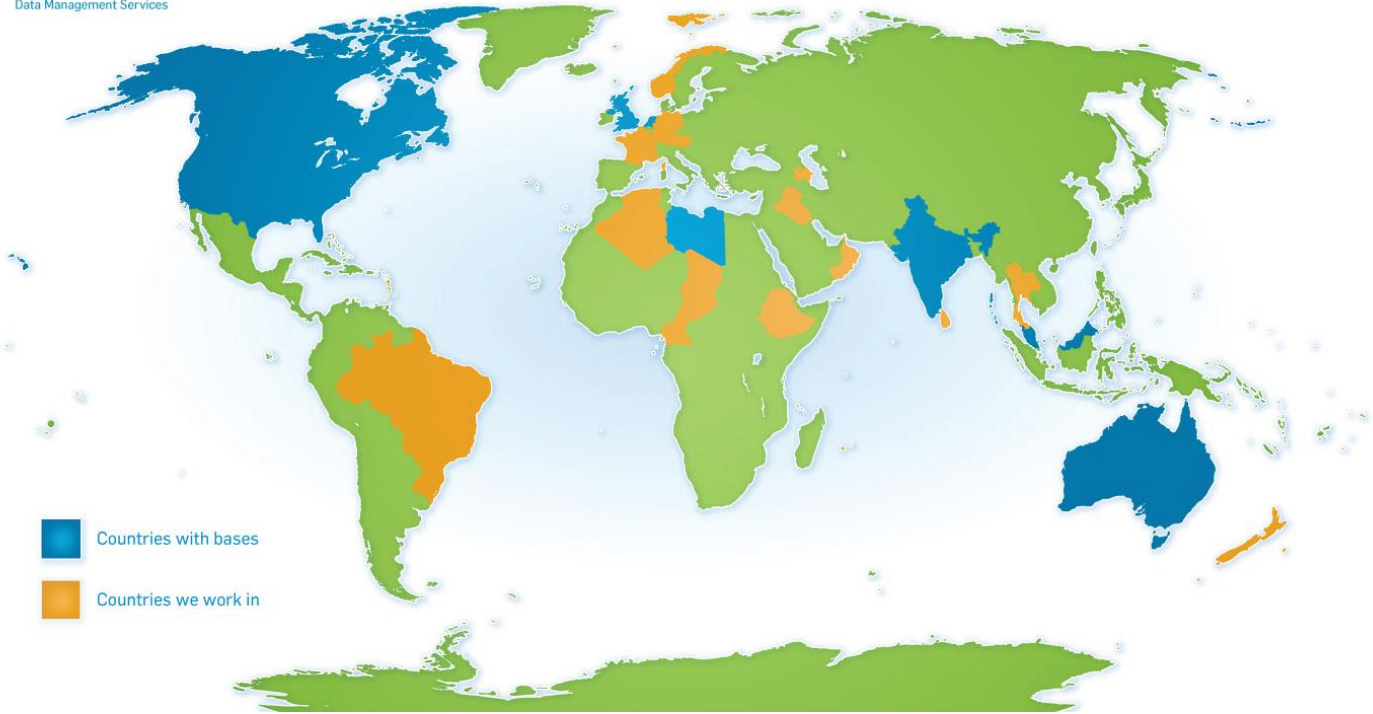 Data Management Services
Countries with bases
Countries we work in